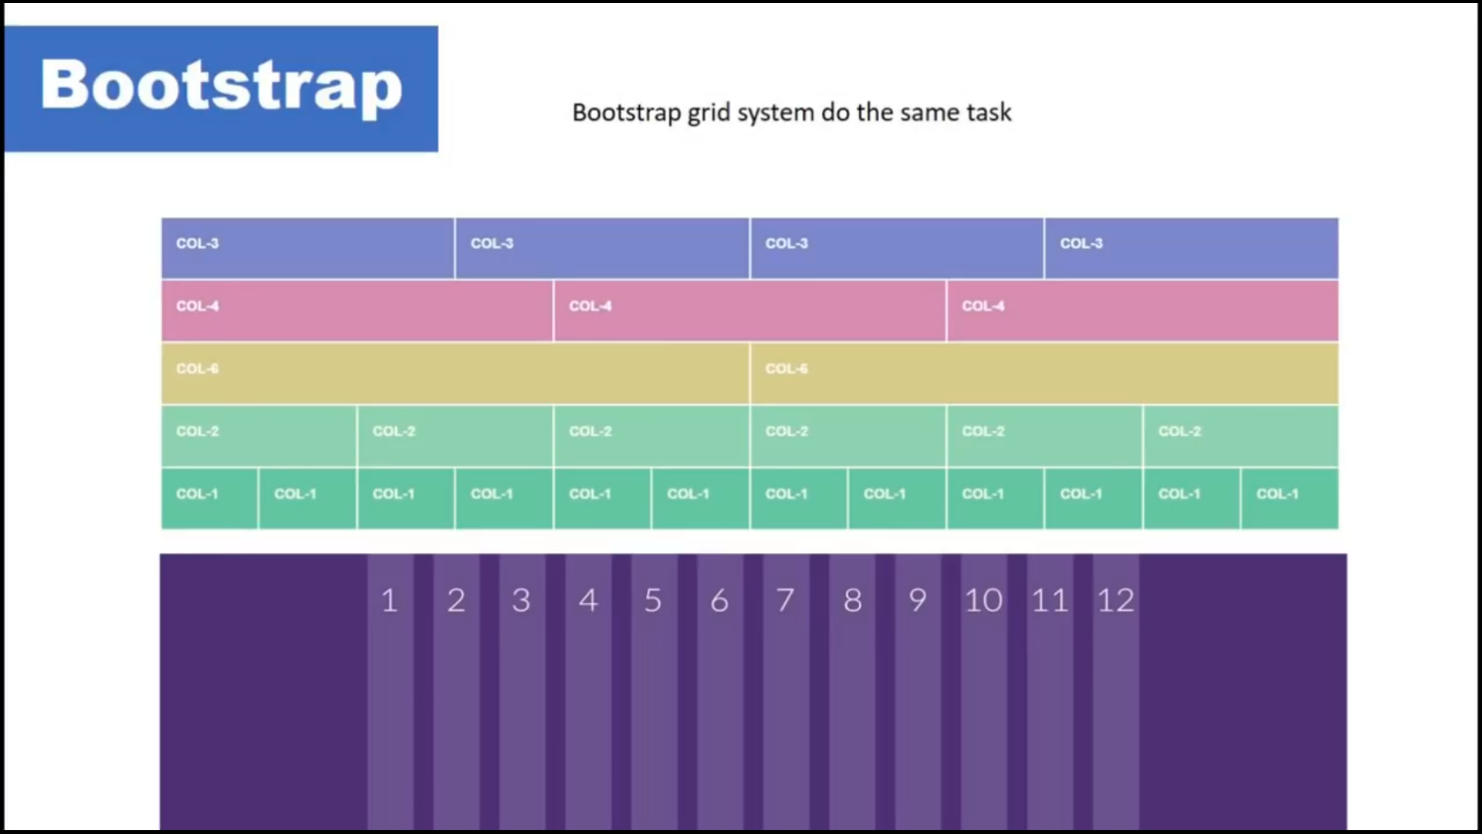 Bootstrap
Bootstrap grid system do the same task
COL-3 COL-3 COL-3 COL-3
COL-4 COL-4 COL-4
COL-6 COL-6
COL-2 COL-2 COL-2 COL-2 COL-2 COL-2
COL-1 COL-1 COL-1 COL-1 COL-1 COL-1 COL-1 COL-1 COL-1 COL-1 COL-1 COL-1
1 2 3 4 5 6 7 8 9 10 11 12